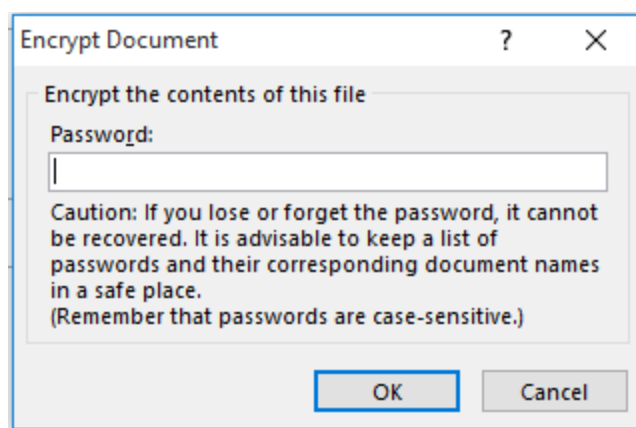 Encrypt Document ?
Encrypt the contents of this file
Password:
Caution: If you lose or forget the password, it cannot
be recovered. It is advisable to keep a list of
passwords and their corresponding document names
in a safe place.
(Remember that passwords are case-sensitive.)
OK Cancel